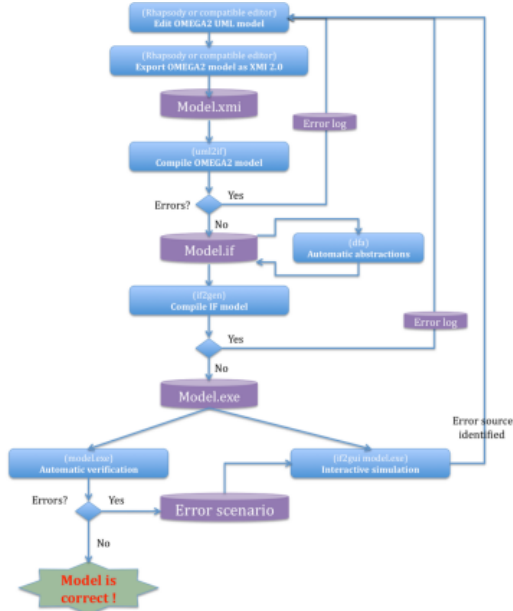 (Rhapsody or compatible editor)
Edit OMEGA2 UML model
(Rhapsody or compatible editor)
Export OMEGA2 model as XMI 2.0
Model.xmi
Error log
(uml2if)
Compile OMEGA2 model
Errors?
Yes
No
Model.if
(dfa)
Automatic abstractions
(if2gen)
Compile IF model
Error log
Yes
No
Model.exe
Error source
identified
(model.exe)
Automatic verification
(if2gui model.exe)
Interactive simulation
Errors?
Yes
Error scenario
No
Model is
correct !